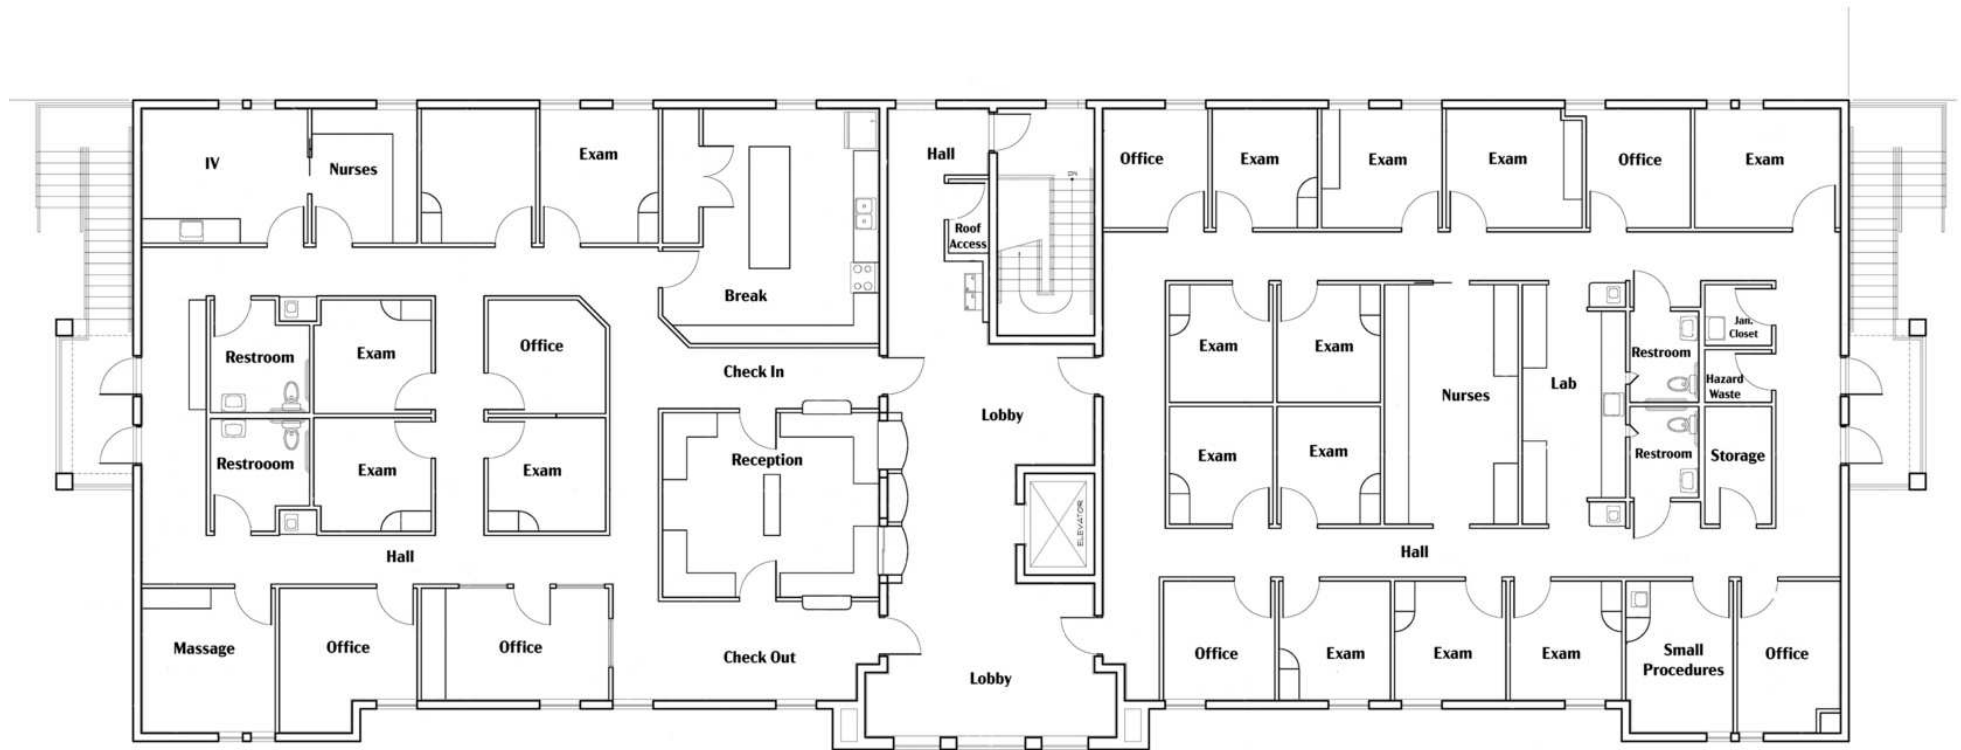 IV
Nurses
Exam
Hall
Office
Exam
Exam
Exam
Office
Exam
Roof
Access
DN
Break
Restroom
Exam
Office
Check In
Lobby
Exam
Exam
Nurses
Lab
Restroom
Jan.
Closet
Hazard
Waste
Restrooom
Exam
Exam
Reception
Exam
Exam
Restroom
Storage
ELEVATOR
Hall
Hall
Massage
Office
Office
Check Out
Lobby
Office
Exam
Exam
Exam
Small
Procedures
Office